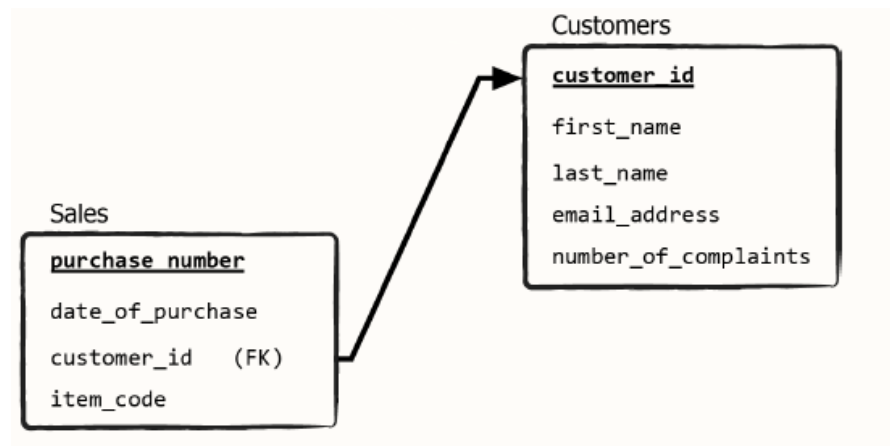 Customers
customer_id
first_name
last_name
email_address
number_of_complaints
Sales
purchase_number
date_of_purchase
customer_id (FK)
item_code